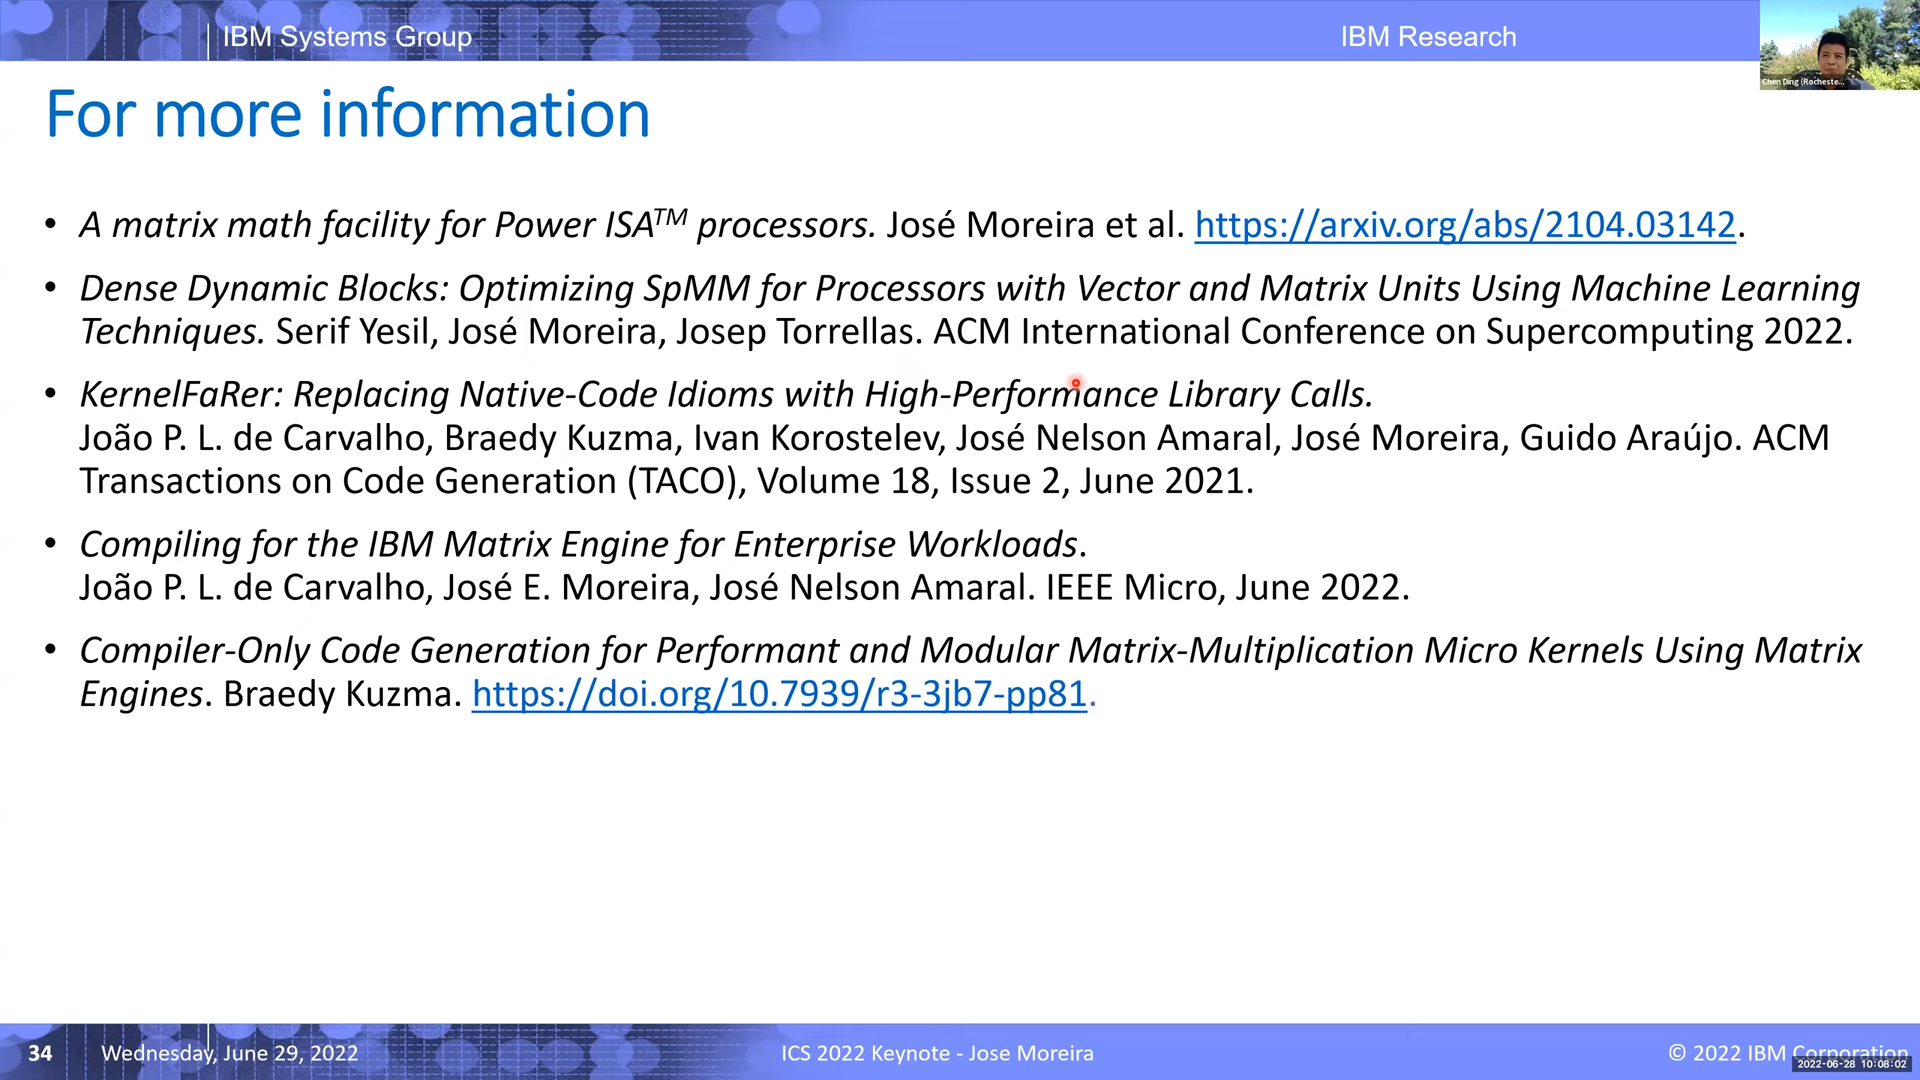 IBM Systems Group
IBM Research
Chen Ding (Rocheste...
For more information
• A matrix math facility for Power ISA™ processors. José Moreira et al. https://arxiv.org/abs/2104.03142.
• Dense Dynamic Blocks: Optimizing SpMM for Processors with Vector and Matrix Units Using Machine Learning
Techniques. Serif Yesil, José Moreira, Josep Torrellas. ACM International Conference on Supercomputing 2022.
• KernelFaRer: Replacing Native-Code Idioms with High-Performance Library Calls.
João P. L. de Carvalho, Braedy Kuzma, Ivan Korostelev, José Nelson Amaral, José Moreira, Guido Araújo. ACM
Transactions on Code Generation (TACO), Volume 18, Issue 2, June 2021.
• Compiling for the IBM Matrix Engine for Enterprise Workloads.
João P. L. de Carvalho, José E. Moreira, José Nelson Amaral. IEEE Micro, June 2022.
• Compiler-Only Code Generation for Performant and Modular Matrix-Multiplication Micro Kernels Using Matrix
Engines. Braedy Kuzma. https://doi.org/10.7939/r3-3jb7-pp81.
34
Wednesday, June 29, 2022
ICS 2022 Keynote - Jose Moreira
© 2022 IBM Corporation
2022-06-28 10:08:02